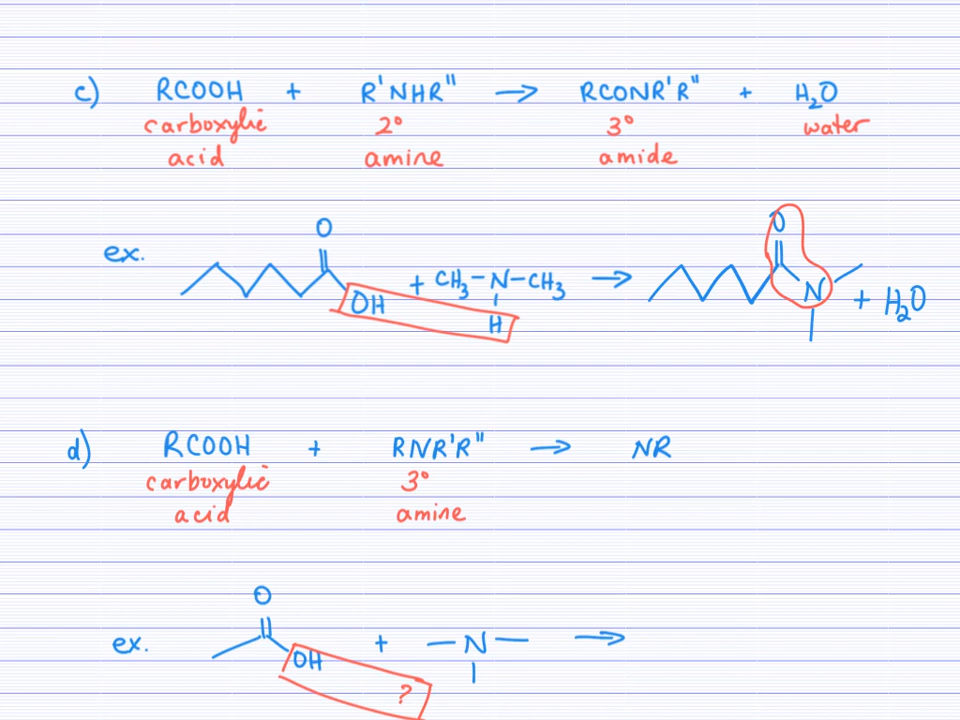 c) RCOOH + R'NHR" → RCONR'R" + H₂O
carboxylic acid 2° amine 3° amide water
ex. O OH + CH₃-N-CH₃ → O N + H₂O
H
d) RCOOH + RNR'R" → NR
carboxylic acid 3° amine
ex. O OH + N →
?